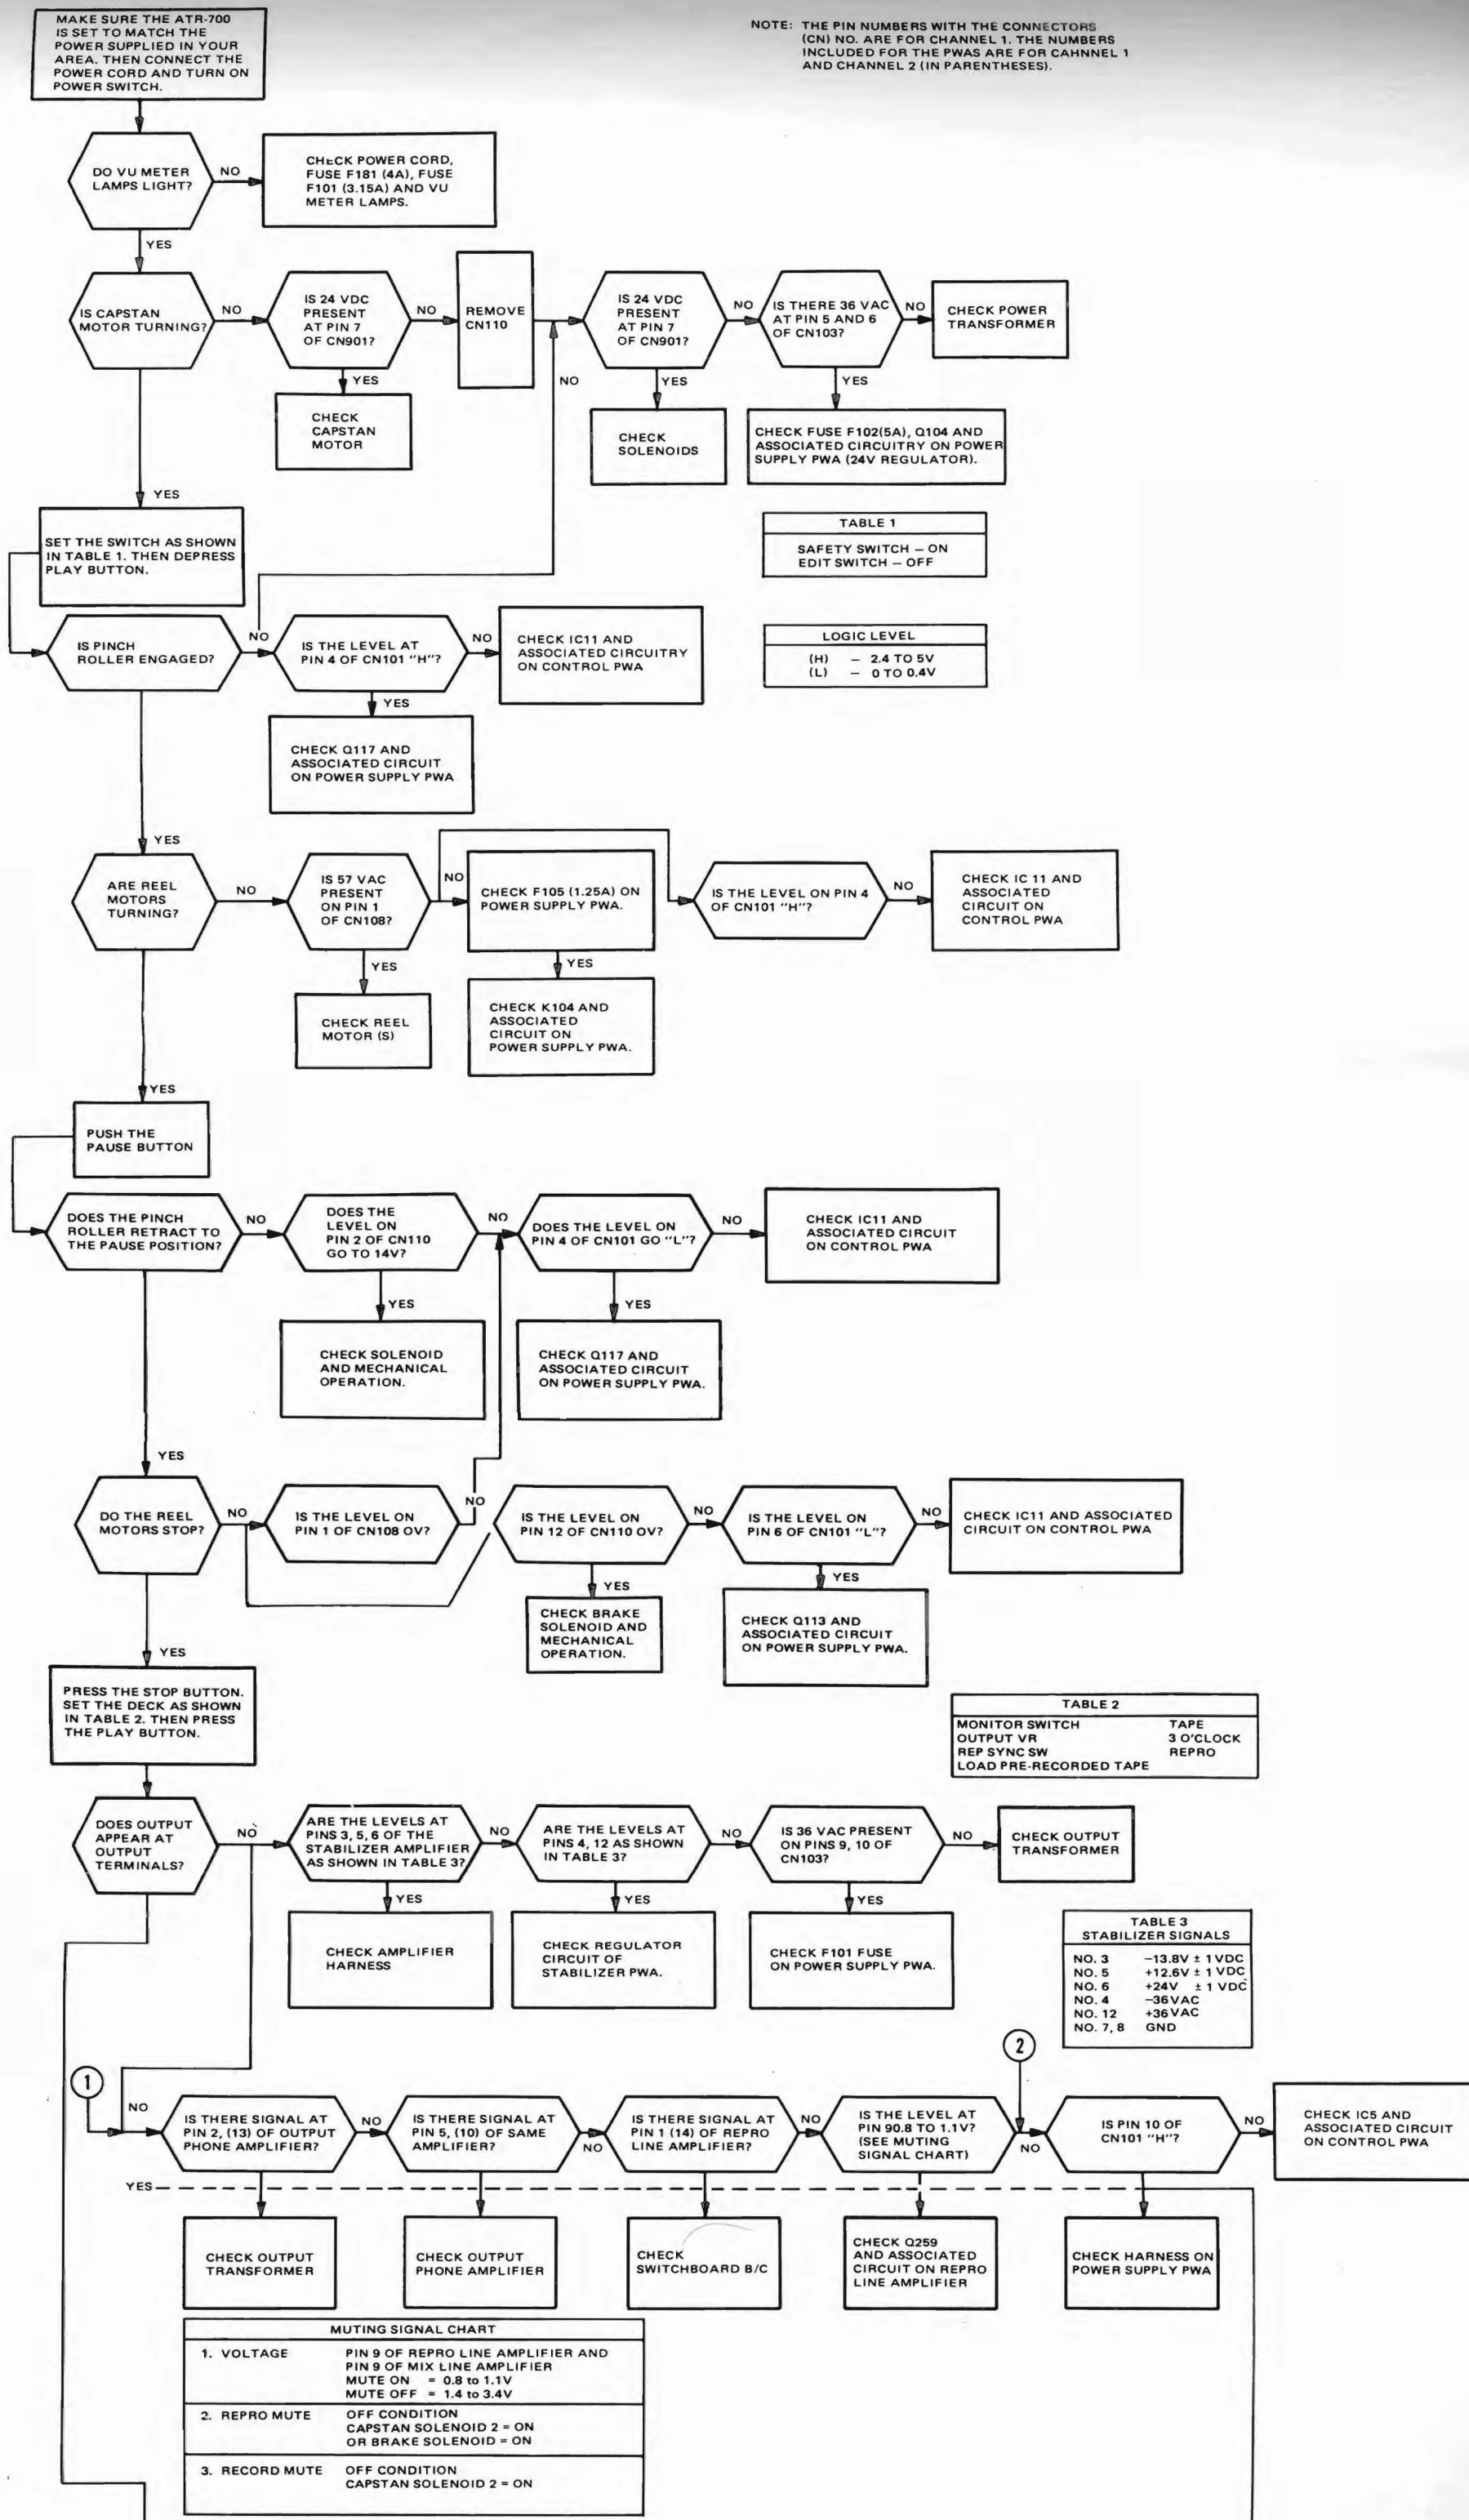 MAKE SURE THE ATR-700
IS SET TO MATCH THE
POWER SUPPLIED IN YOUR
AREA. THEN CONNECT THE
POWER CORD AND TURN ON
POWER SWITCH.
NOTE: THE PIN NUMBERS WITH THE CONNECTORS
(CN) NO. ARE FOR CHANNEL 1. THE NUMBERS
INCLUDED FOR THE PWAS ARE FOR CAHNNEL 1
AND CHANNEL 2 (IN PARENTHESES).
DO VU METER
LAMPS LIGHT?
NO
CHECK POWER CORD,
FUSE F181 (4A), FUSE
F101 (3.15A) AND VU
METER LAMPS.
YES
IS CAPSTAN
MOTOR TURNING?
NO
IS 24 VDC
PRESENT
AT PIN 7
OF CN901?
NO
REMOVE
CN110
IS 24 VDC
PRESENT
AT PIN 7
OF CN901?
NO
IS THERE 36 VAC
AT PIN 5 AND 6
OF CN103?
NO
CHECK POWER
TRANSFORMER
YES
NO
YES
YES
CHECK
CAPSTAN
MOTOR
CHECK
SOLENOIDS
CHECK FUSE F102(5A), Q104 AND
ASSOCIATED CIRCUITRY ON POWER
SUPPLY PWA (24V REGULATOR).
YES
SET THE SWITCH AS SHOWN
IN TABLE 1. THEN DEPRESS
PLAY BUTTON.
TABLE 1
SAFETY SWITCH – ON
EDIT SWITCH – OFF
IS PINCH
ROLLER ENGAGED?
NO
IS THE LEVEL AT
PIN 4 OF CN101 "H"?
NO
CHECK IC11 AND
ASSOCIATED CIRCUITRY
ON CONTROL PWA
LOGIC LEVEL
(H) – 2.4 TO 5V
(L) – 0 TO 0.4V
YES
CHECK Q117 AND
ASSOCIATED CIRCUIT
ON POWER SUPPLY PWA
YES
ARE REEL
MOTORS
TURNING?
NO
IS 57 VAC
PRESENT
ON PIN 1
OF CN108?
NO
CHECK F105 (1.25A) ON
POWER SUPPLY PWA.
IS THE LEVEL ON PIN 4
OF CN101 "H"?
NO
CHECK IC 11 AND
ASSOCIATED
CIRCUIT ON
CONTROL PWA
YES
YES
CHECK REEL
MOTOR (S)
CHECK K104 AND
ASSOCIATED
CIRCUIT ON
POWER SUPPLY PWA.
YES
PUSH THE
PAUSE BUTTON
DOES THE PINCH
ROLLER RETRACT TO
THE PAUSE POSITION?
NO
DOES THE
LEVEL ON
PIN 2 OF CN110
GO TO 14V?
NO
DOES THE LEVEL ON
PIN 4 OF CN101 GO "L"?
NO
CHECK IC11 AND
ASSOCIATED CIRCUIT
ON CONTROL PWA
YES
YES
CHECK SOLENOID
AND MECHANICAL
OPERATION.
CHECK Q117 AND
ASSOCIATED CIRCUIT
ON POWER SUPPLY PWA.
YES
DO THE REEL
MOTORS STOP?
NO
IS THE LEVEL ON
PIN 1 OF CN108 OV?
NO
IS THE LEVEL ON
PIN 12 OF CN110 OV?
NO
IS THE LEVEL ON
PIN 6 OF CN101 "L"?
NO
CHECK IC11 AND ASSOCIATED
CIRCUIT ON CONTROL PWA
YES
YES
CHECK BRAKE
SOLENOID AND
MECHANICAL
OPERATION.
CHECK Q113 AND
ASSOCIATED CIRCUIT
ON POWER SUPPLY PWA.
YES
PRESS THE STOP BUTTON.
SET THE DECK AS SHOWN
IN TABLE 2. THEN PRESS
THE PLAY BUTTON.
TABLE 2
MONITOR SWITCH TAPE
OUTPUT VR 3 O'CLOCK
REP SYNC SW REPRO
LOAD PRE-RECORDED TAPE
DOES OUTPUT
APPEAR AT
OUTPUT
TERMINALS?
NO
ARE THE LEVELS AT
PINS 3, 5, 6 OF THE
STABILIZER AMPLIFIER
AS SHOWN IN TABLE 3?
NO
ARE THE LEVELS AT
PINS 4, 12 AS SHOWN
IN TABLE 3?
NO
IS 36 VAC PRESENT
ON PINS 9, 10 OF
CN103?
NO
CHECK OUTPUT
TRANSFORMER
YES
YES
YES
CHECK AMPLIFIER
HARNESS
CHECK REGULATOR
CIRCUIT OF
STABILIZER PWA.
CHECK F101 FUSE
ON POWER SUPPLY PWA.
TABLE 3
STABILIZER SIGNALS
NO. 3 –13.8V ± 1 VDC
NO. 5 +12.6V ± 1 VDC
NO. 6 +24V ± 1 VDC
NO. 4 –36VAC
NO. 12 +36VAC
NO. 7, 8 GND
2
1
NO
IS THERE SIGNAL AT
PIN 2, (13) OF OUTPUT
PHONE AMPLIFIER?
NO
IS THERE SIGNAL AT
PIN 5, (10) OF SAME
AMPLIFIER?
NO
IS THERE SIGNAL AT
PIN 1 (14) OF REPRO
LINE AMPLIFIER?
NO
IS THE LEVEL AT
PIN 90.8 TO 1.1V?
(SEE MUTING
SIGNAL CHART)
NO
IS PIN 10 OF
CN101 "H"?
NO
CHECK IC5 AND
ASSOCIATED CIRCUIT
ON CONTROL PWA
YES
CHECK OUTPUT
TRANSFORMER
CHECK OUTPUT
PHONE AMPLIFIER
CHECK
SWITCHBOARD B/C
CHECK Q259
AND ASSOCIATED
CIRCUIT ON REPRO
LINE AMPLIFIER
CHECK HARNESS ON
POWER SUPPLY PWA
MUTING SIGNAL CHART
1. VOLTAGE PIN 9 OF REPRO LINE AMPLIFIER AND
PIN 9 OF MIX LINE AMPLIFIER
MUTE ON = 0.8 to 1.1V
MUTE OFF = 1.4 to 3.4V
2. REPRO MUTE OFF CONDITION
CAPSTAN SOLENOID 2 = ON
OR BRAKE SOLENOID = ON
3. RECORD MUTE OFF CONDITION
CAPSTAN SOLENOID 2 = ON